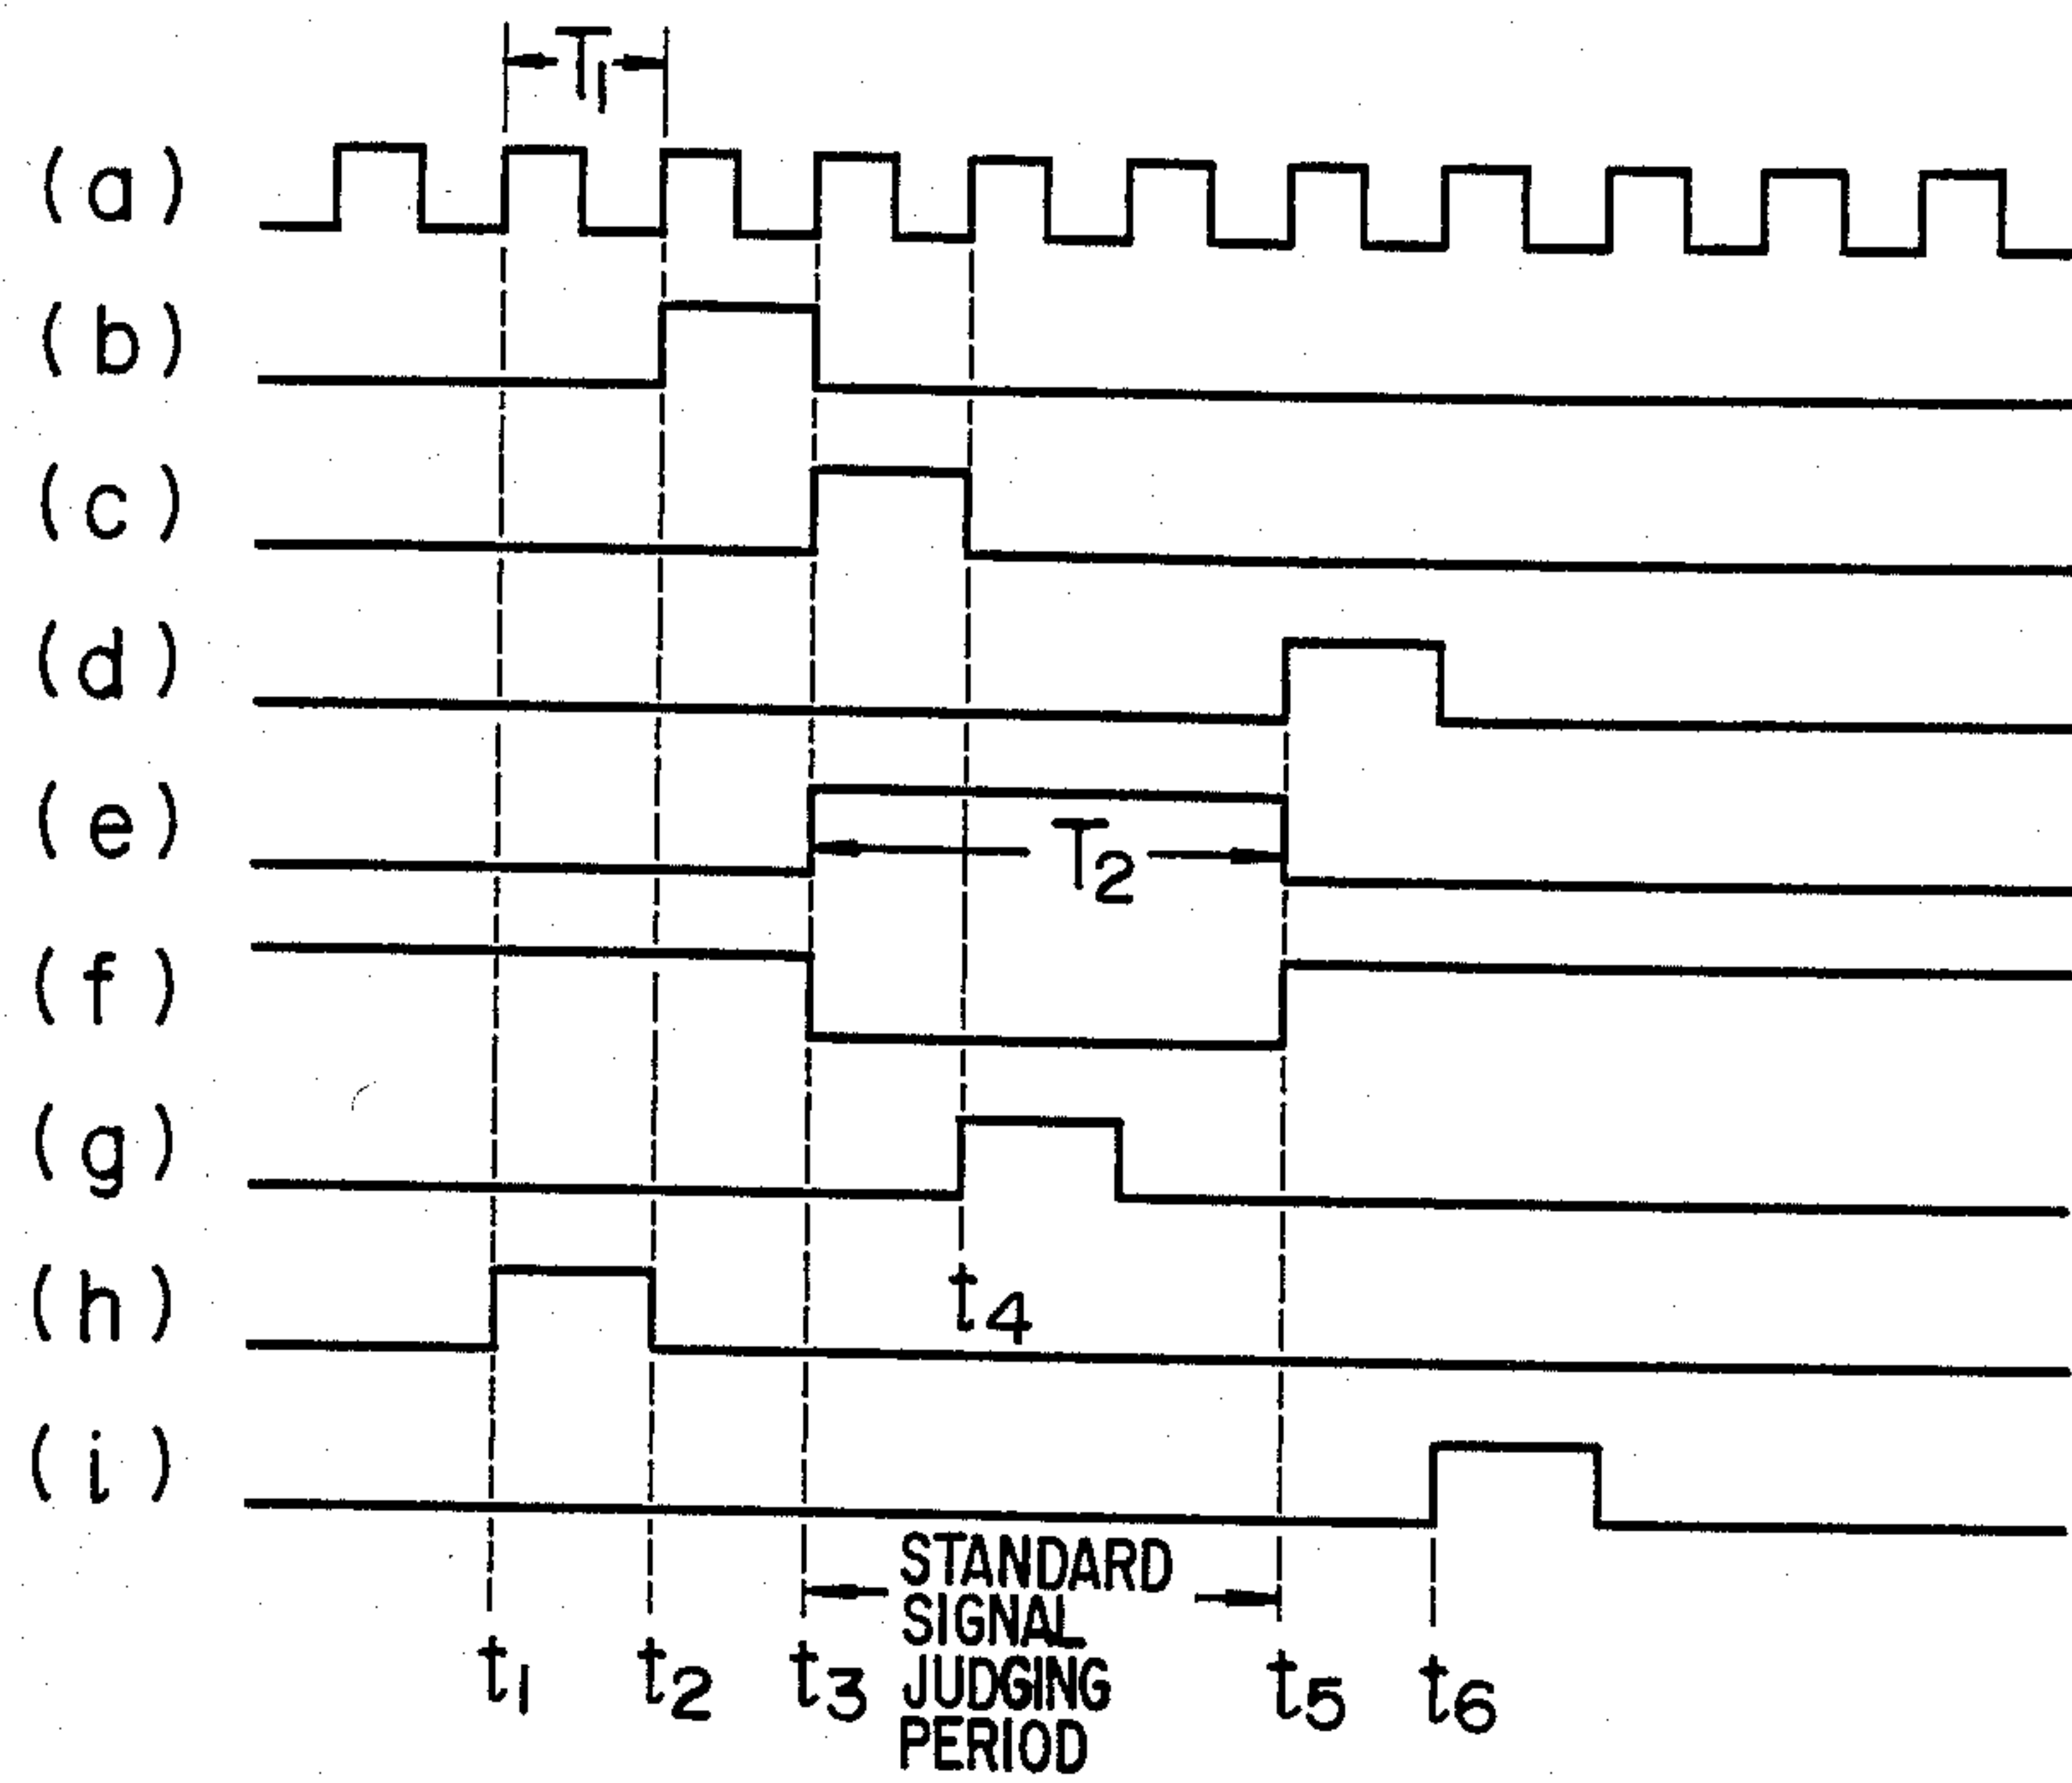 T1
(a)
(b)
(c)
(d)
(e)
T2
(f)
(g)
(h)
t4
(i)
STANDARD
SIGNAL
JUDGING
PERIOD
t1 t2 t3 t5 t6